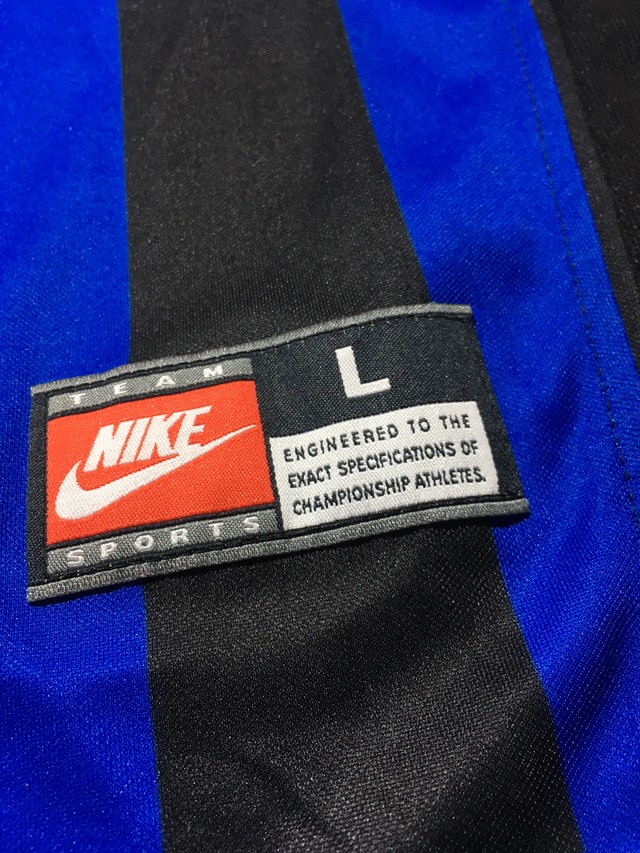 TEAM
NIKE
SPORTS
L
ENGINEERED TO THE
EXACT SPECIFICATIONS OF
CHAMPIONSHIP ATHLETES.